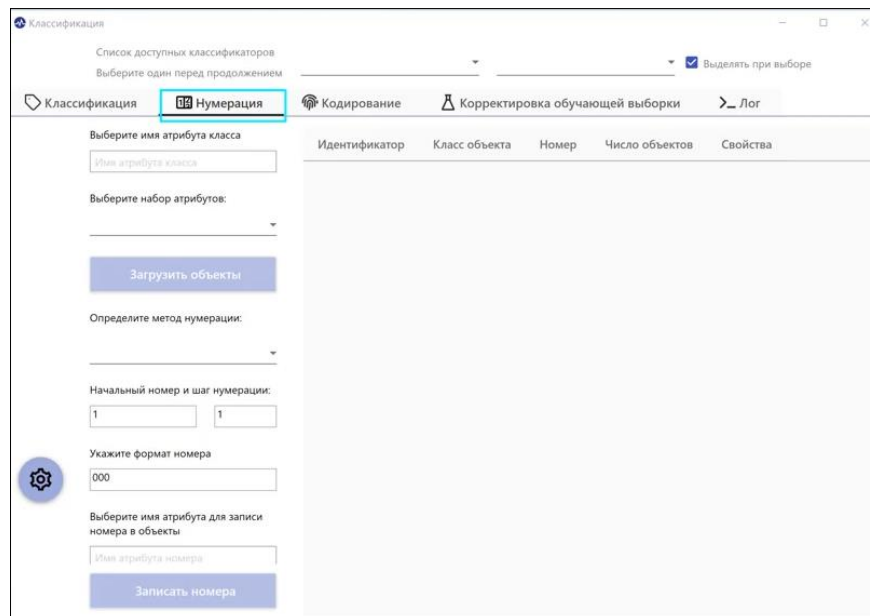 Классификация
Список доступных классификаторов
Выберите один перед продолжением
Выделять при выборе
Классификация Нумерация Кодирование Корректировка обучающей выборки Лог
Выберите имя атрибута класса
Имя атрибута класса
Выберите набор атрибутов:
Загрузить объекты
Определите метод нумерации:
Начальный номер и шаг нумерации:
1 1
Укажите формат номера
000
Выберите имя атрибута для записи
номера в объекты
Имя атрибута номера
Записать номера
Идентификатор Класс объекта Номер Число объектов Свойства